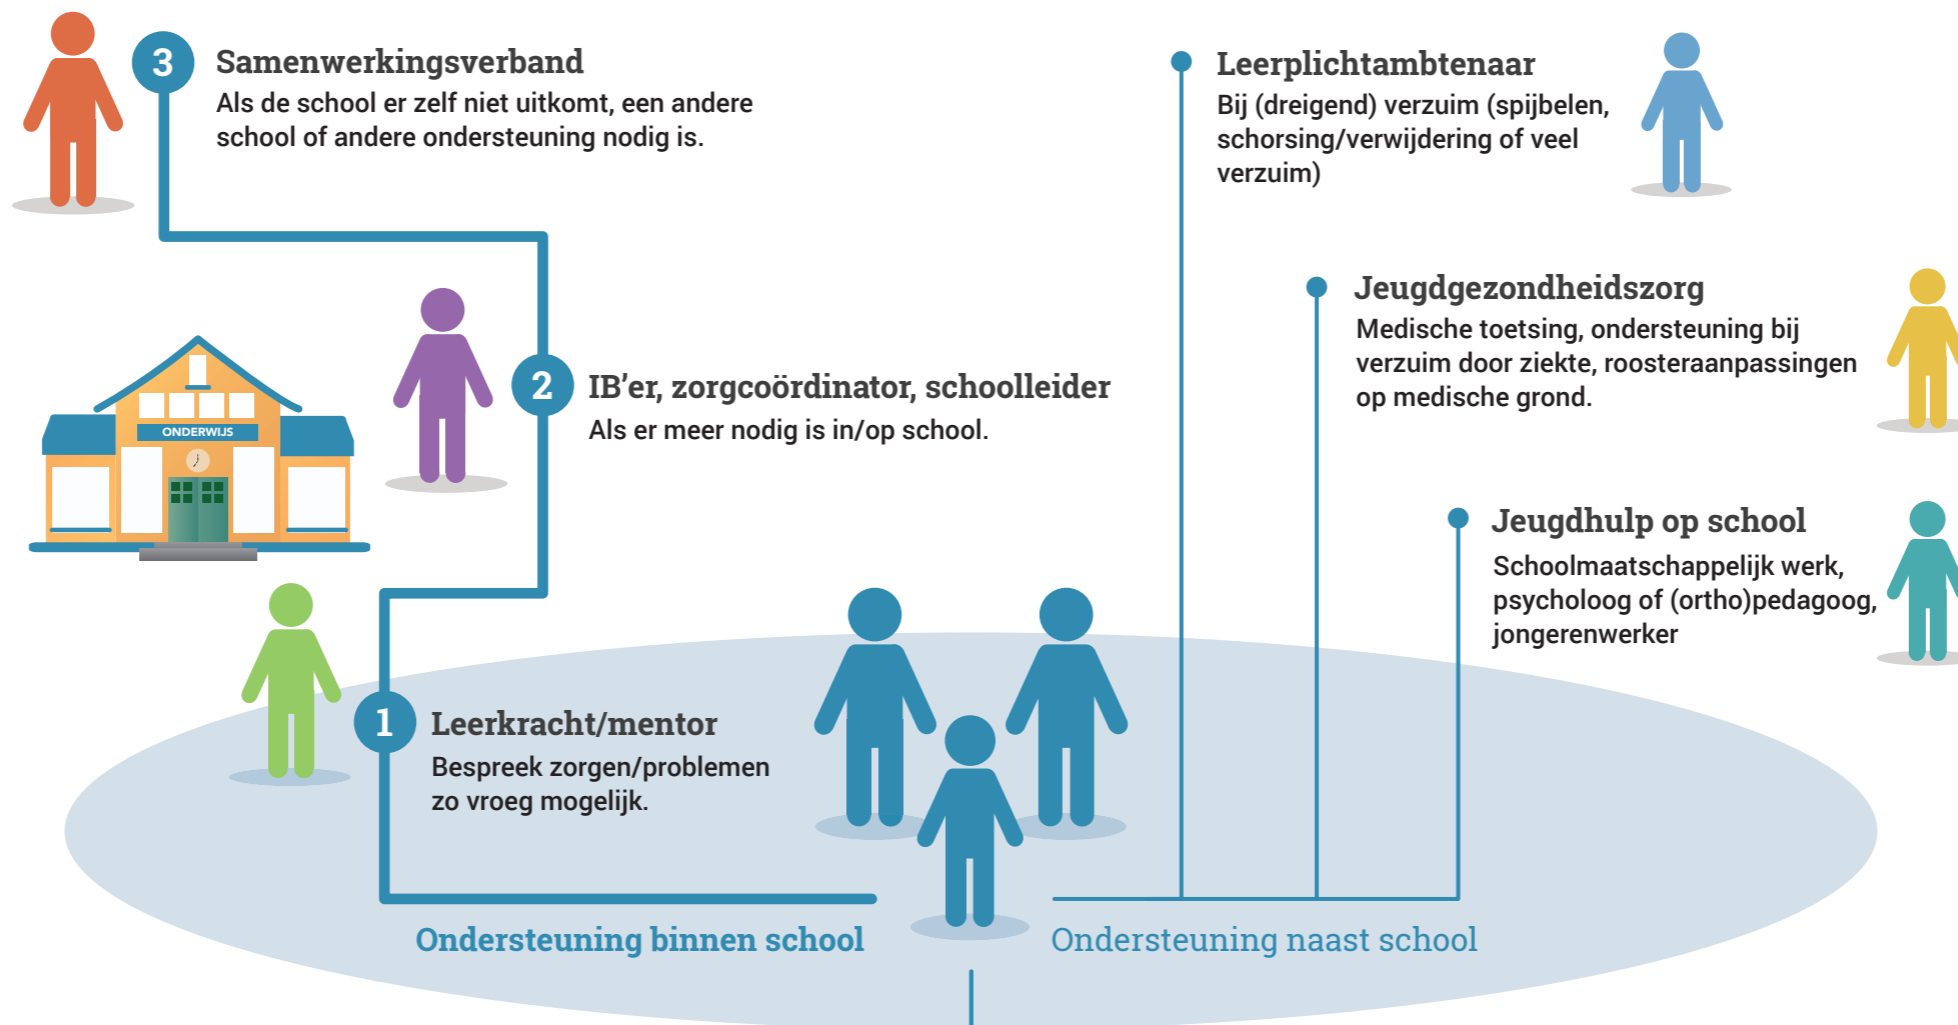 3
Samenwerkingsverband
Als de school er zelf niet uitkomt, een andere
school of andere ondersteuning nodig is.
ONDERWIJS
2
IB’er, zorgcoördinator, schoolleider
Als er meer nodig is in/op school.
1
Leerkracht/mentor
Bespreek zorgen/problemen
zo vroeg mogelijk.
Ondersteuning binnen school
Leerplichtambtenaar
Bij (dreigend) verzuim (spijbelen,
schorsing/verwijdering of veel
verzuim)
Jeugdgezondheidszorg
Medische toetsing, ondersteuning bij
verzuim door ziekte, roosteraanpassingen
op medische grond.
Jeugdhulp op school
Schoolmaatschappelijk werk,
psycholoog of (ortho)pedagoog,
jongerenwerker
Ondersteuning naast school